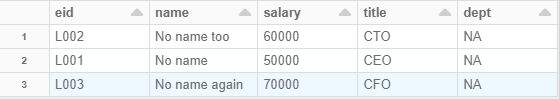 eid name salary title dept
1 L002 No name too 60000 CTO NA
2 L001 No name 50000 CEO NA
3 L003 No name again 70000 CFO NA